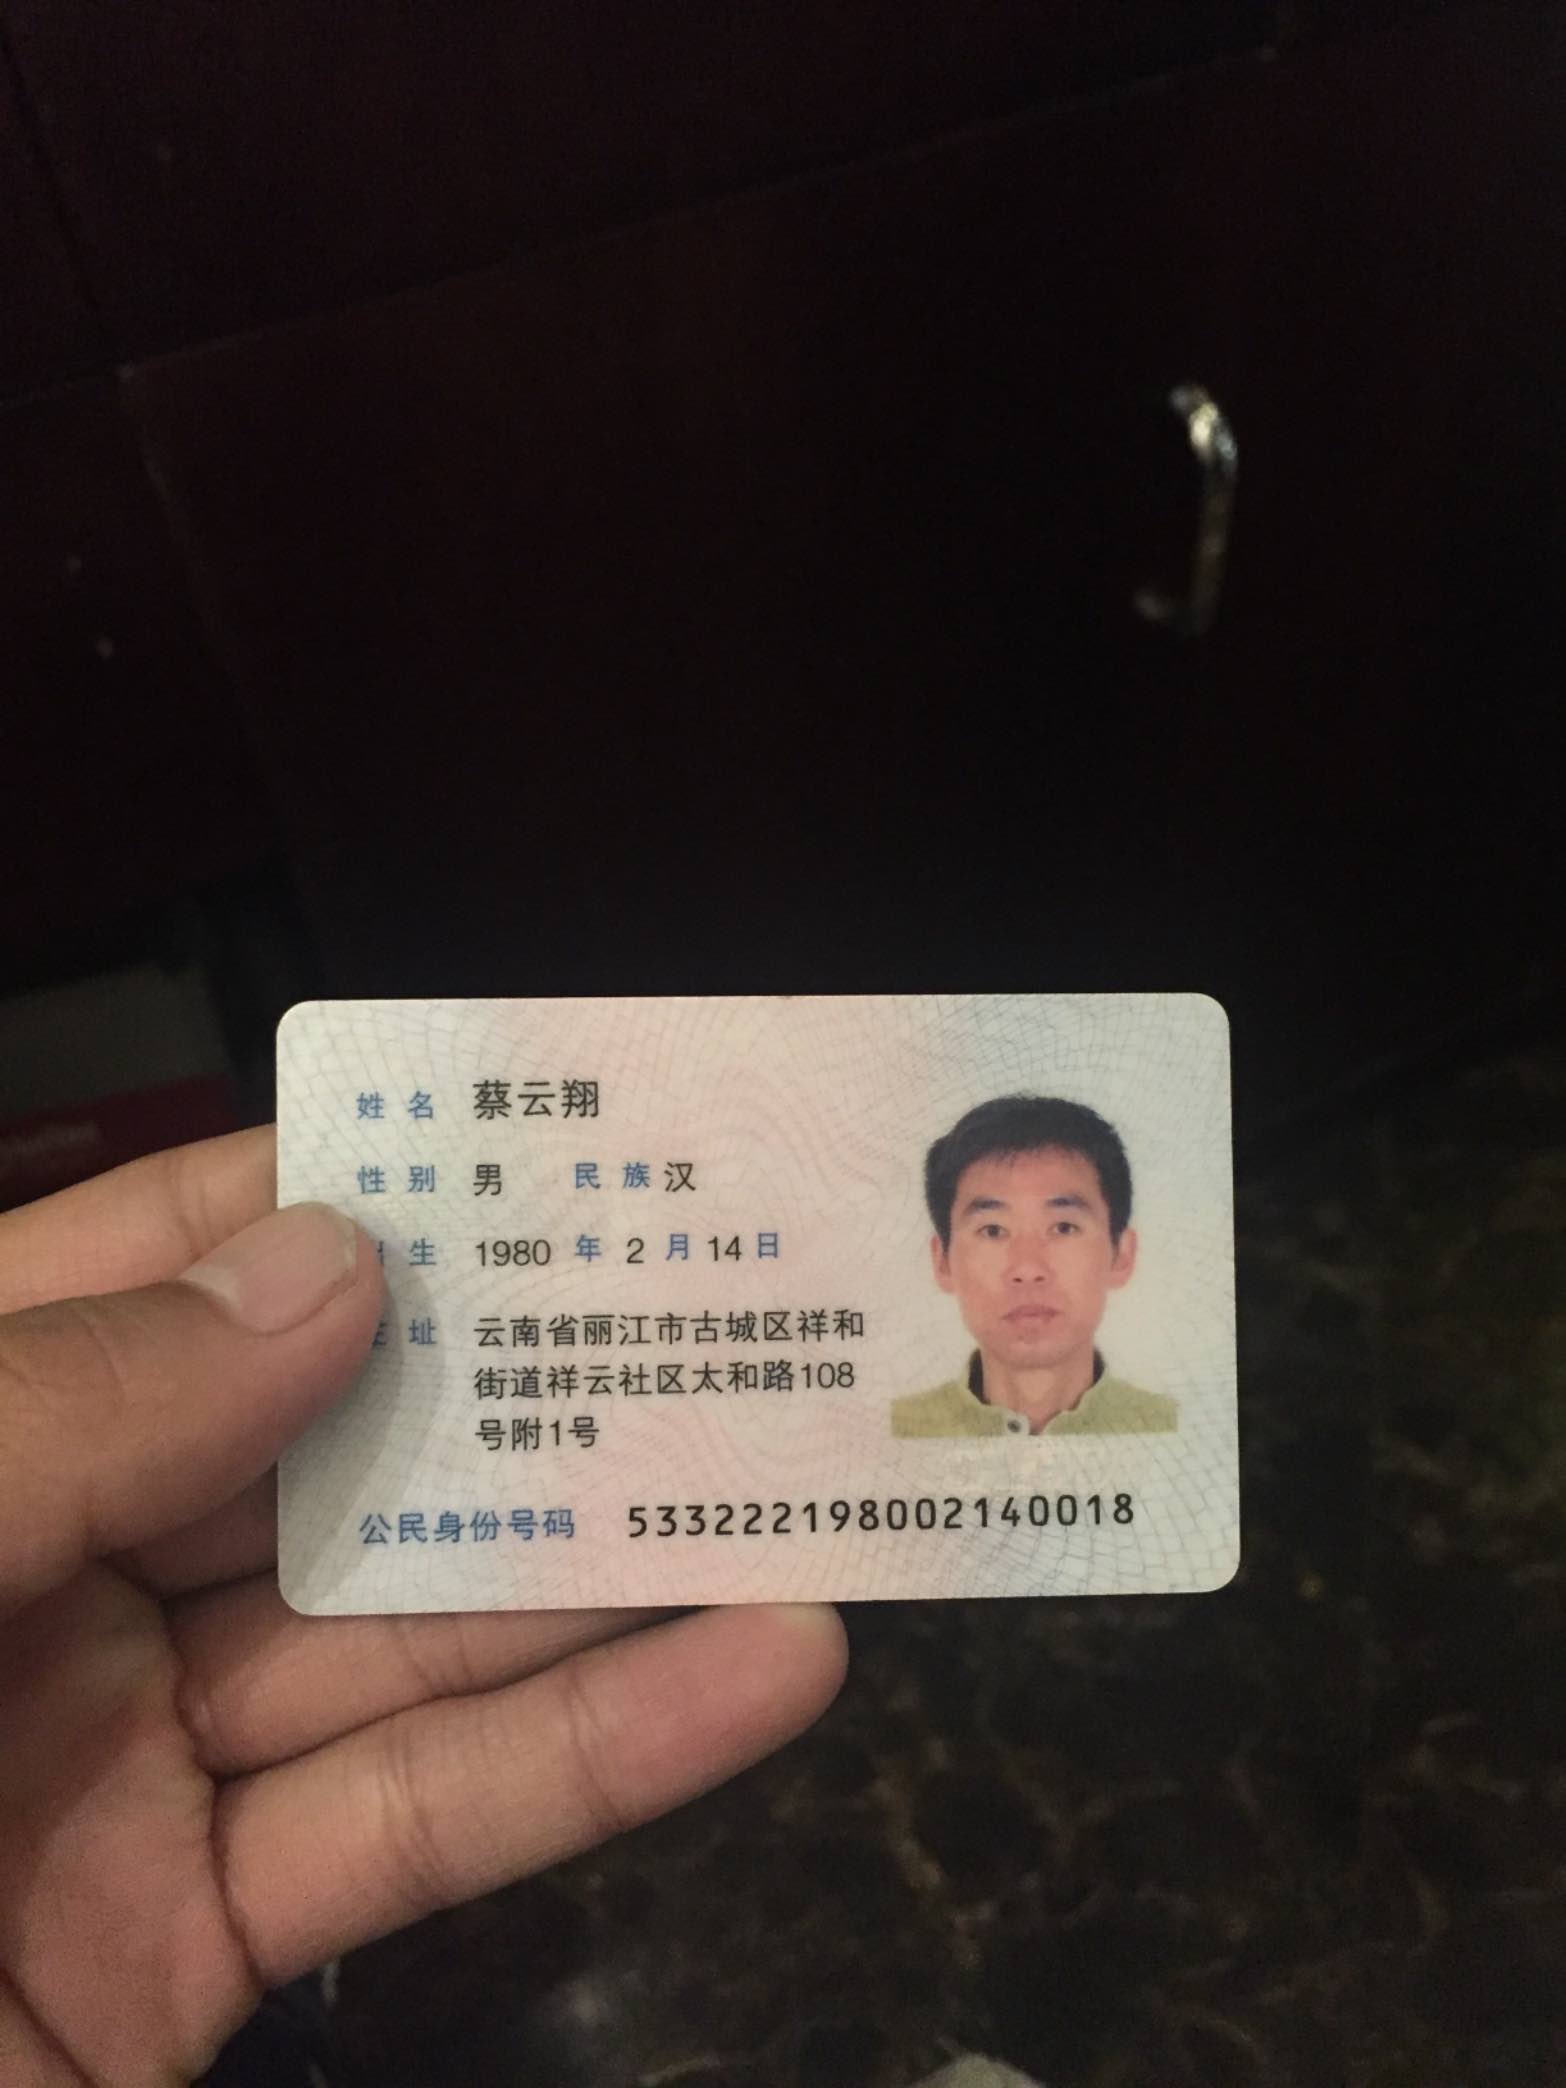 姓名 蔡云翔
性别 男 民族 汉
生 1980 年 2 月 14 日
址 云南省丽江市古城区祥和
街道祥云社区太和路108
号附1号
公民身份号码 533222198002140018